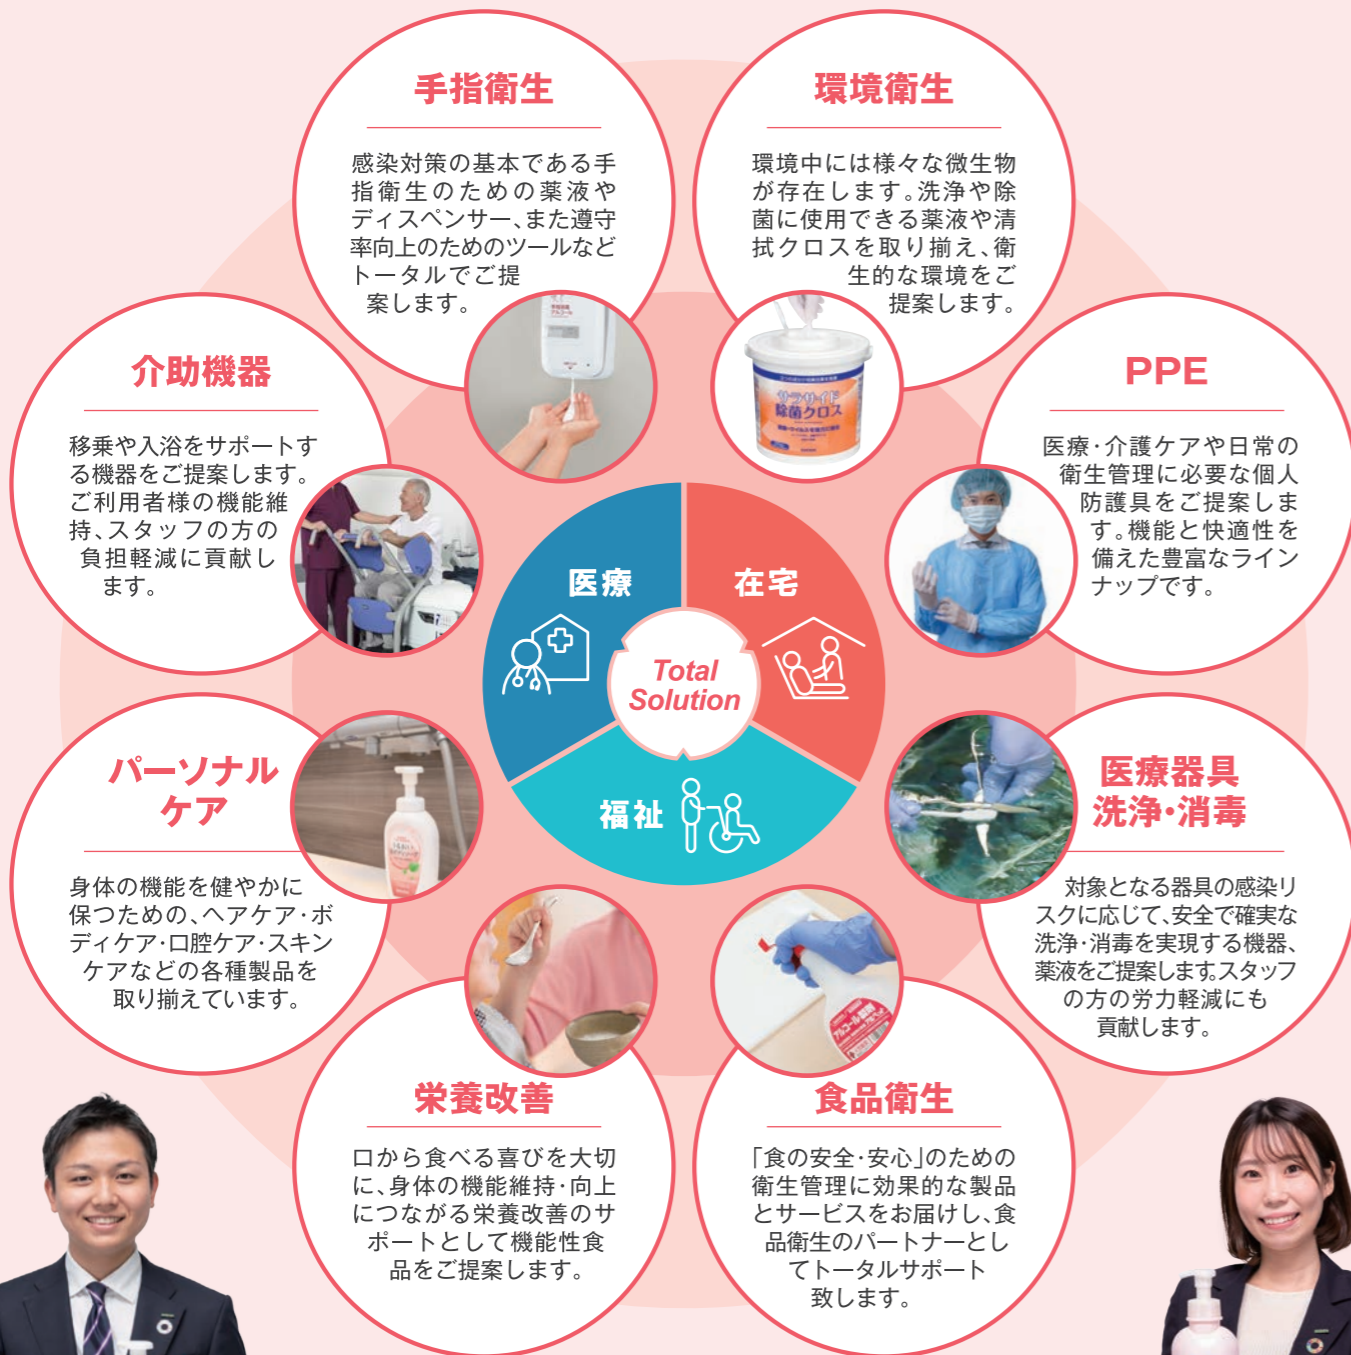 手指衛生
感染対策の基本である手
指衛生のための薬液や
ディスペンサー、また遵守
率向上のためのツールなど
トータルでご提
案します。
環境衛生
環境中には様々な微生物
が存在します。洗浄や除
菌に使用できる薬液や清
拭クロスを取り揃え、衛
生的な環境をご
提案します。
介助機器
移乗や入浴をサポートす
る機器をご提案します。
ご利用者様の機能維
持、スタッフの方の
負担軽減に貢献し
ます。
サラサイド
除菌クロス
PPE
医療・介護ケアや日常の
衛生管理に必要な個人
防護具をご提案しま
す。機能と快適性を
備えた豊富なライン
ナップです。
医療
在宅
Total
Solution
福祉
パーソナル
ケア
身体の機能を健やかに
保つための、ヘアケア・ボ
ディケア・口腔ケア・スキン
ケアなどの各種製品を
取り揃えています。
医療器具
洗浄・消毒
対象となる器具の感染リ
スクに応じて、安全で確実な
洗浄・消毒を実現する機器、
薬液をご提案します。スタッフ
の方の労力軽減にも
貢献します。
栄養改善
口から食べる喜びを大切
に、身体の機能維持・向上
につながる栄養改善のサ
ポートとして機能性食
品をご提案します。
食品衛生
「食の安全・安心」のための
衛生管理に効果的な製品
とサービスをお届けし、食
品衛生のパートナーとし
てトータルサポート
致します。